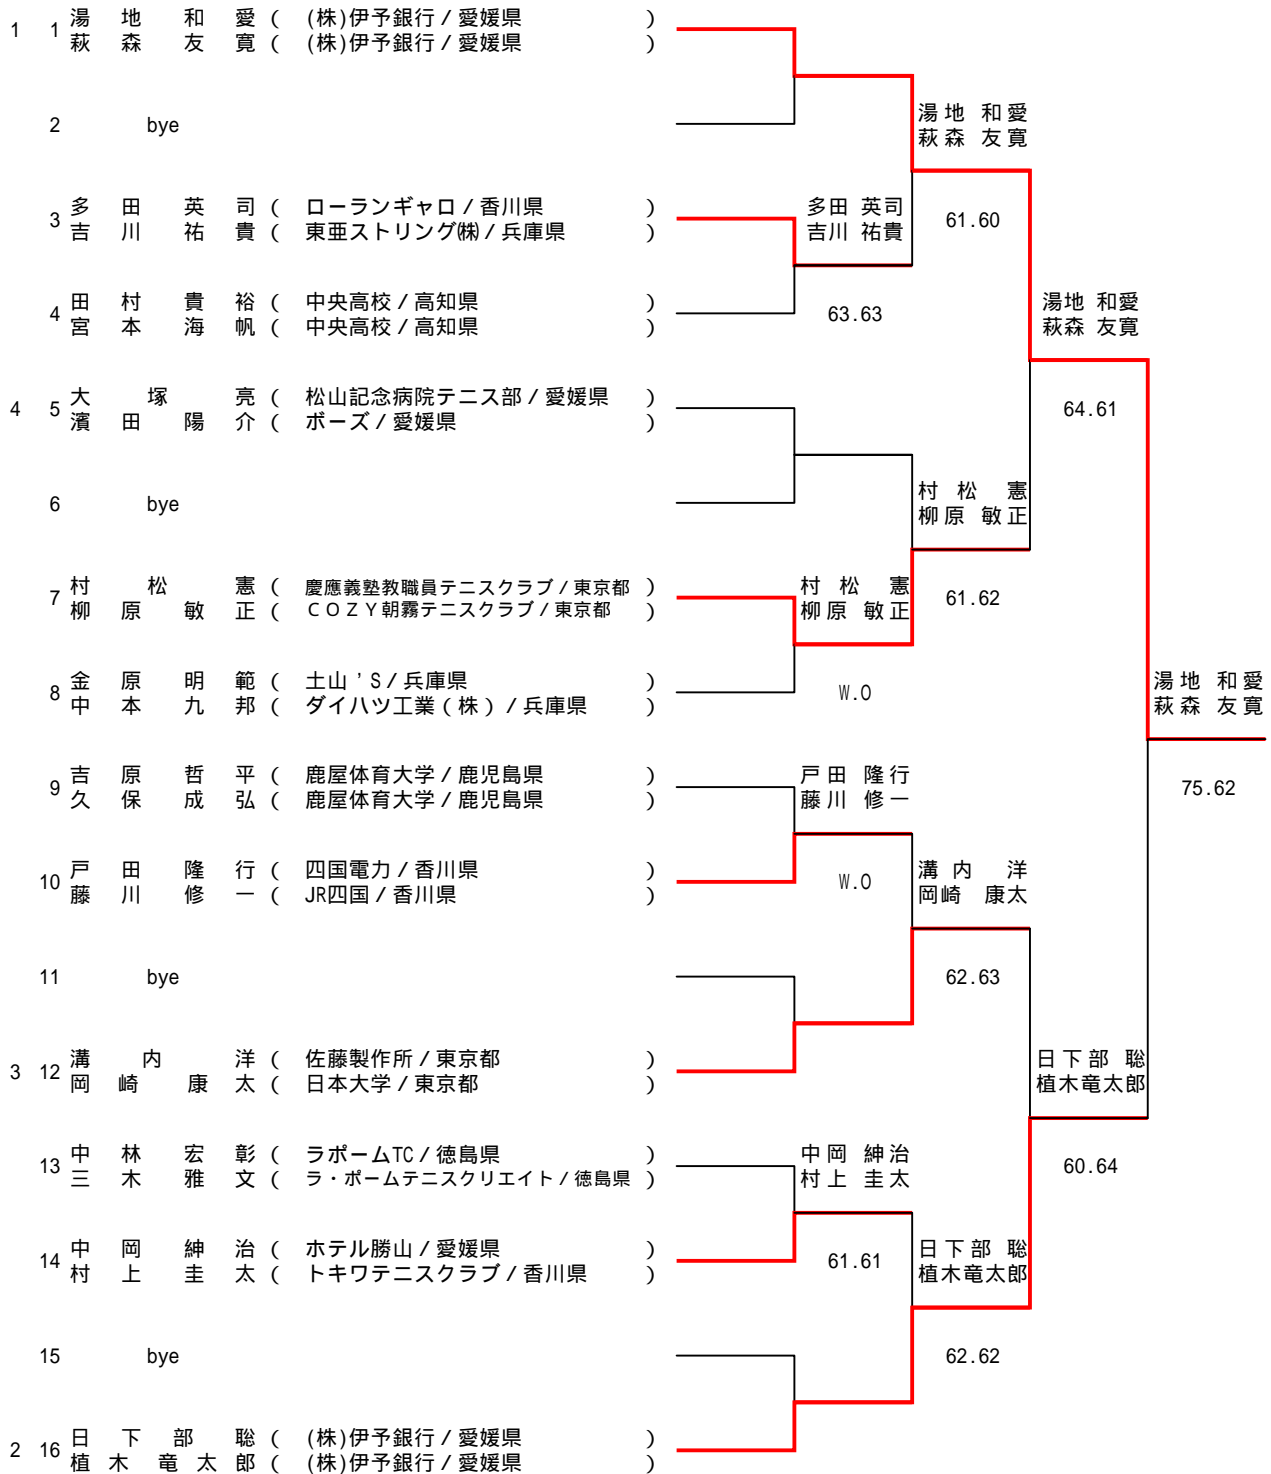 1 1 湯地 和愛 ( (株)伊予銀行 / 愛媛県 )
萩森 友寛 ( (株)伊予銀行 / 愛媛県 )
湯地 和愛
2 bye
萩森 友寛
3 多田 英司 ( ローランギャロ / 香川県 )
吉川 祐貴 ( 東亜ストリング㈱ / 兵庫県 )
多田 英司
吉川 祐貴
61.60
4 田村 貴裕 ( 中央高校 / 高知県 )
宮本 海帆 ( 中央高校 / 高知県 )
63.63
湯地 和愛
萩森 友寛
4 5 大塚 亮 ( 松山記念病院テニス部 / 愛媛県 )
濱田 陽介 ( ボーズ / 愛媛県 )
64.61
6 bye
村松 憲
柳原 敏正
7 村松 憲 ( 慶應義塾教職員テニスクラブ / 東京都 )
柳原 敏正 ( ＣＯＺＹ朝霧テニスクラブ / 東京都 )
村松 憲
柳原 敏正
61.62
8 金原 明範 ( 土山 ' S / 兵庫県 )
中本 九邦 ( ダイハツ工業 ( 株 ) / 兵庫県 )
W.O
湯地 和愛
萩森 友寛
9 吉原 哲平 ( 鹿屋体育大学 / 鹿児島県 )
久保 成弘 ( 鹿屋体育大学 / 鹿児島県 )
戸田 隆行
藤川 修一
75.62
10 戸田 隆行 ( 四国電力 / 香川県 )
藤川 修一 ( JR四国 / 香川県 )
W.O
溝内 洋
岡崎 康太
11 bye
62.63
3 12 溝内 洋 ( 佐藤製作所 / 東京都 )
岡崎 康太 ( 日本大学 / 東京都 )
日下部 聡
植木竜太郎
13 中林 宏彰 ( ラポームTC / 徳島県 )
三木 雅文 ( ラ・ポームテニスクリエイト / 徳島県 )
中岡 紳治
村上 圭太
60.64
14 中岡 紳治 ( ホテル勝山 / 愛媛県 )
村上 圭太 ( トキワテニスクラブ / 香川県 )
61.61
日下部 聡
植木竜太郎
15 bye
62.62
2 16 日下部 聡 ( (株)伊予銀行 / 愛媛県 )
植木 竜太郎 ( (株)伊予銀行 / 愛媛県 )